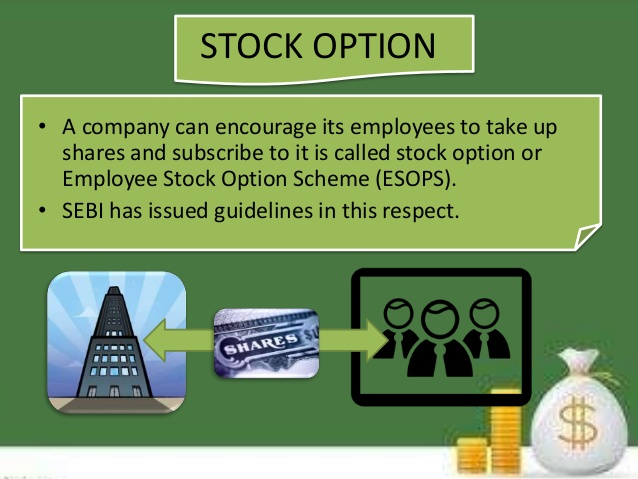 STOCK OPTION
• A company can encourage its employees to take up
shares and subscribe to it is called stock option or
Employee Stock Option Scheme (ESOPS).
• SEBI has issued guidelines in this respect.
SHARES
$